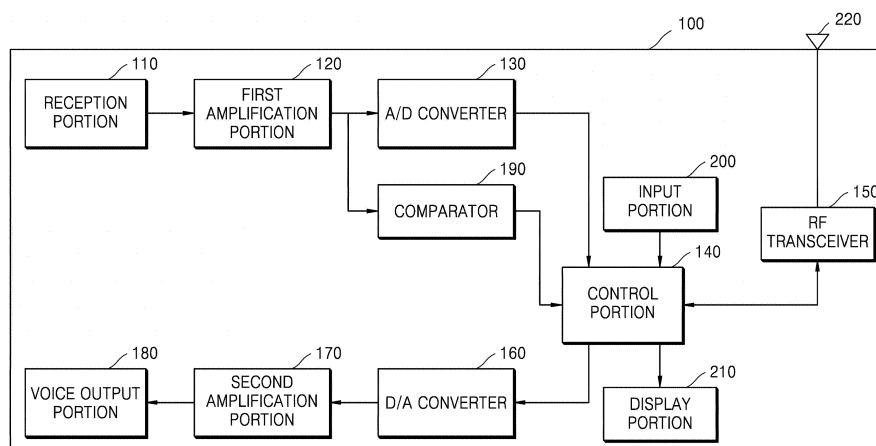 100
220
110
120
130
RECEPTION
PORTION
FIRST
AMPLIFICATION
PORTION
A/D CONVERTER
190
200
COMPARATOR
INPUT
PORTION
150
RF
TRANSCEIVER
140
CONTROL
PORTION
180
170
160
210
VOICE OUTPUT
PORTION
SECOND
AMPLIFICATION
PORTION
D/A CONVERTER
DISPLAY
PORTION